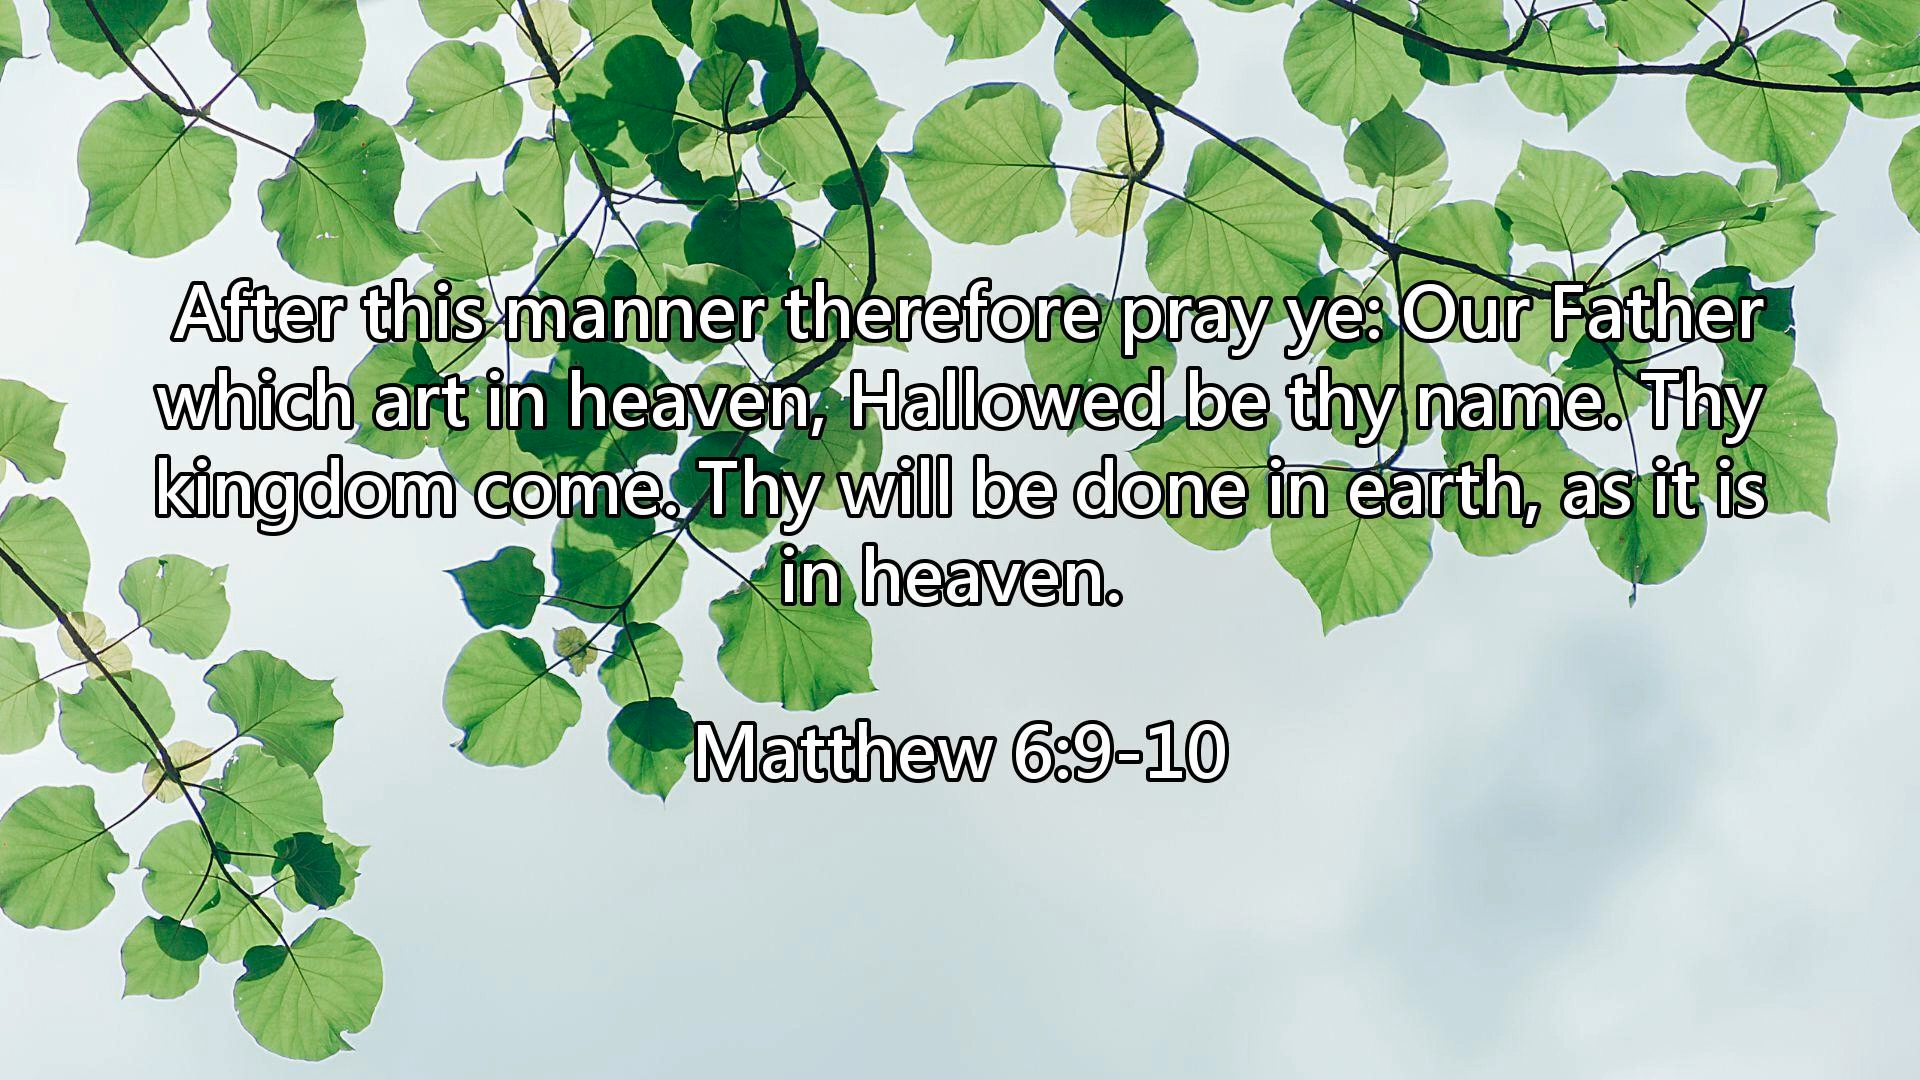 After this manner therefore pray ye: Our Father
which art in heaven, Hallowed be thy name. Thy
kingdom come. Thy will be done in earth, as it is
in heaven.
Matthew 6:9-10